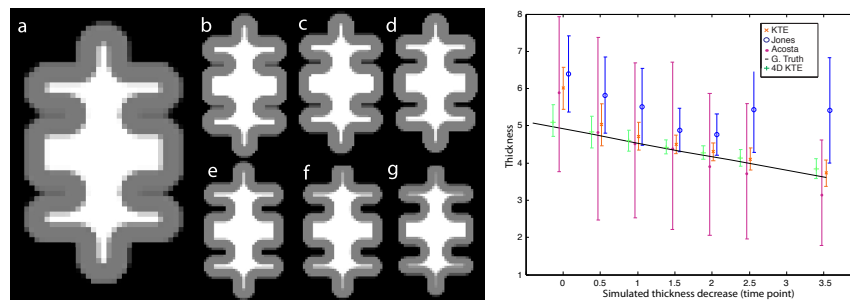 a
b
c
d
e
f
g
8
7
6
5
4
3
2
1
Thickness
KTE
Jones
Acosta
G. Truth
4D KTE
0 0.5 1 1.5 2 2.5 3 3.5
Simulated thickness decrease (time point)